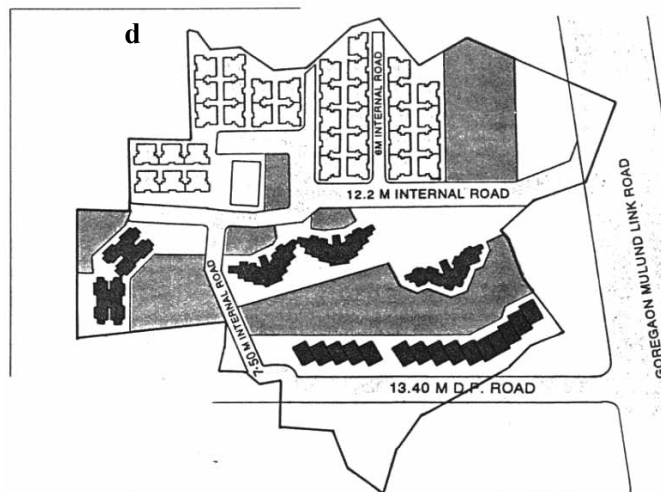 d
6M INTERNAL ROAD
12.2 M INTERNAL ROAD
7·50 M INTERNAL ROAD
13.40 M D.P. ROAD
GOREGAON MULUND LINK ROAD